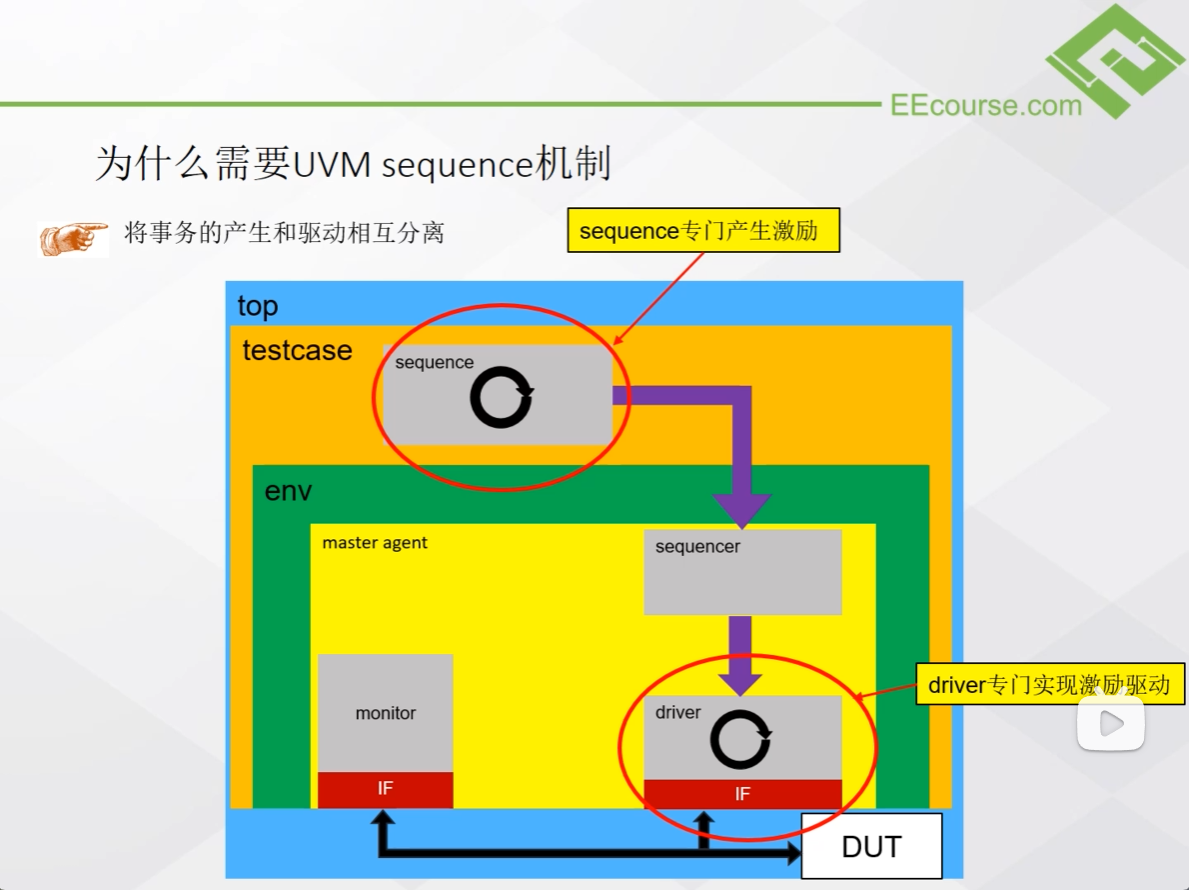 EEcourse.com
为什么需要UVM sequence机制
将事务的产生和驱动相互分离
sequence专门产生激励
top
testcase
sequence
env
master agent
sequencer
monitor
driver
driver专门实现激励驱动
IF
IF
DUT